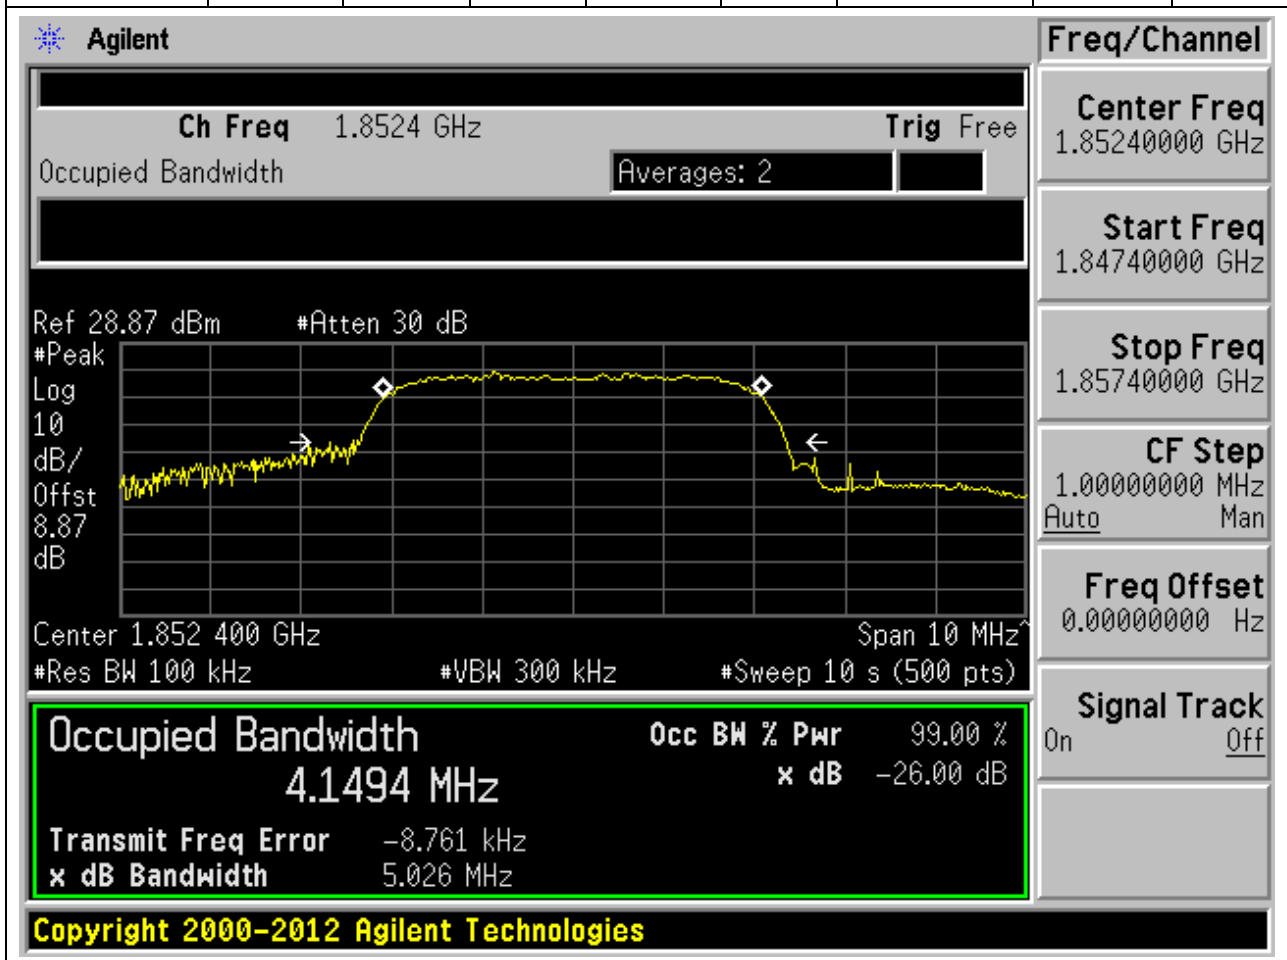 Agilent
Freq/Channel
Ch Freq 1.8524 GHz Trig Free
Occupied Bandwidth Averages: 2
Ref 28.87 dBm #Atten 30 dB
#Peak
Log
10
dB/
Offst
8.87
dB
Center 1.852 400 GHz Span 10 MHz^
#Res BW 100 kHz #VBW 300 kHz #Sweep 10 s (500 pts)
Occupied Bandwidth Occ BW % Pwr 99.00 %
4.1494 MHz x dB -26.00 dB
Transmit Freq Error -8.761 kHz
x dB Bandwidth 5.026 MHz
Copyright 2000-2012 Agilent Technologies
Center Freq
1.85240000 GHz
Start Freq
1.84740000 GHz
Stop Freq
1.85740000 GHz
CF Step
1.00000000 MHz
Auto Man
Freq Offset
0.00000000 Hz
Signal Track
On Off